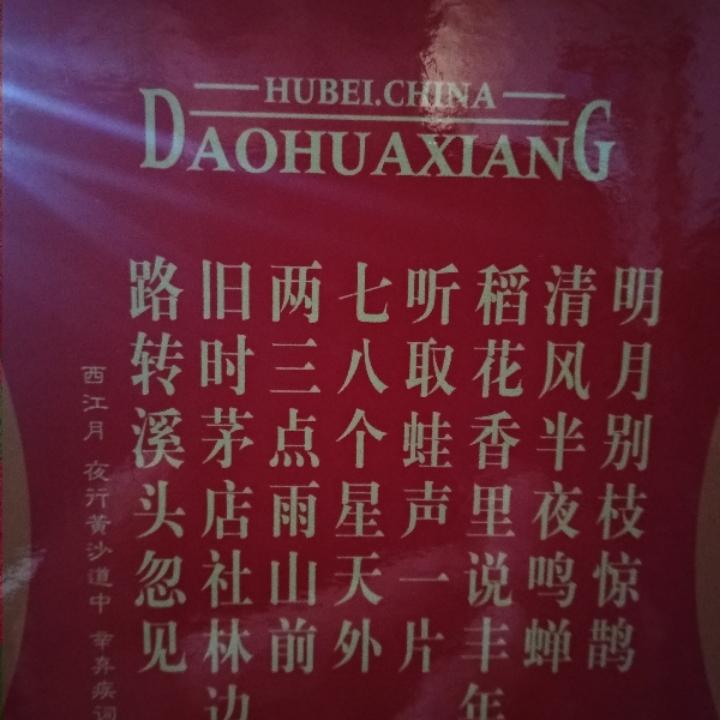 HUBEI.CHINA
DAOHUAXIANG
明月别枝惊鹊
清风半夜鸣蝉
稻花香里说丰年
听取蛙声一片
七八个星天外
两三点雨山前
旧时茅店社林边
路转溪头忽见
西江月 夜行黄沙道中 辛弃疾词